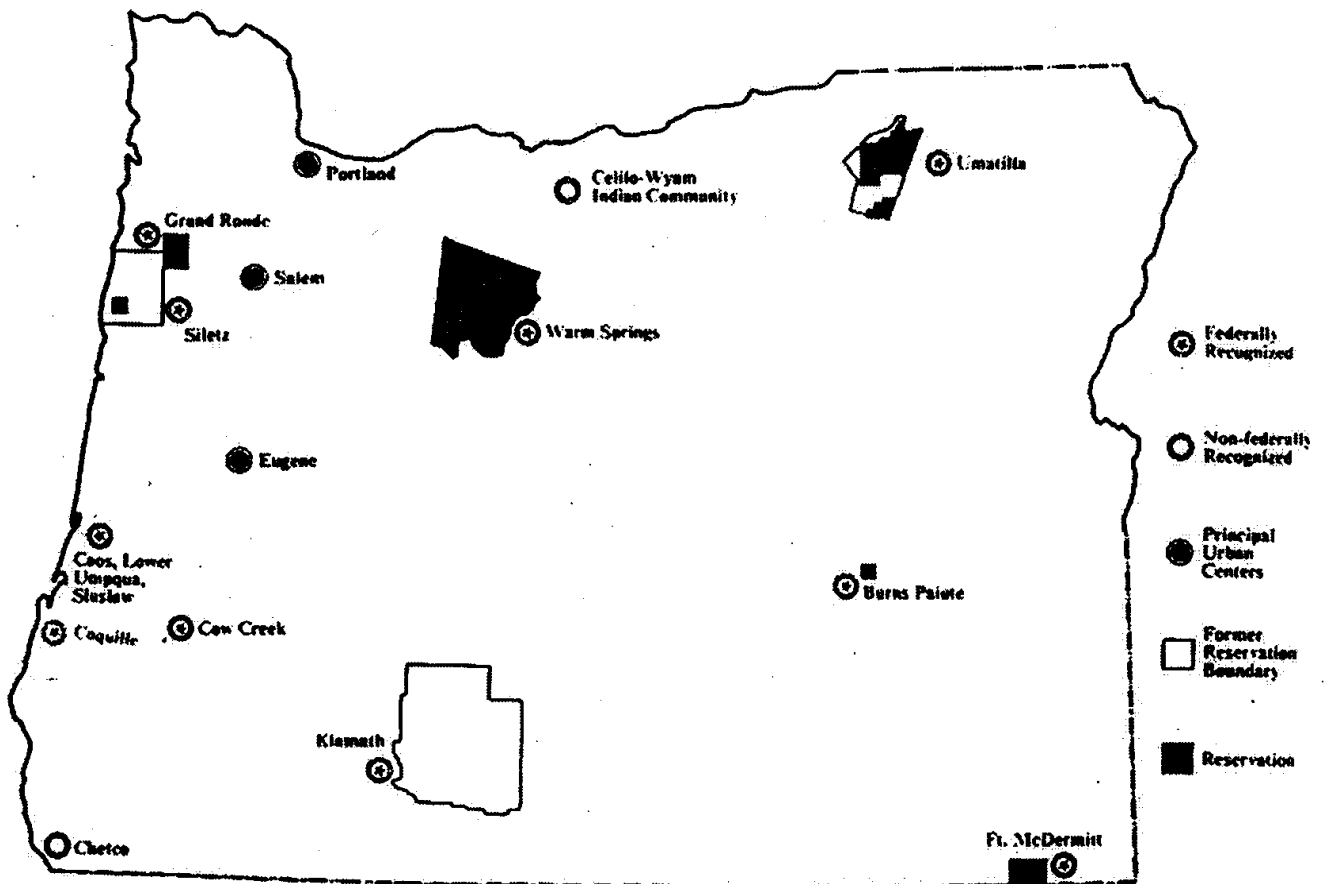 Portland
Celilo-Wyam
Indian Community
Umatilla
Grand Ronde
Salem
Siletz
Warm Springs
Eugene
Coos, Lower
Umpqua,
Siuslaw
Coquille
Cow Creek
Burns Paiute
Klamath
Chetco
Ft. McDermitt
Federally
Recognized
Non-federally
Recognized
Principal
Urban
Centers
Former
Reservation
Boundary
Reservation